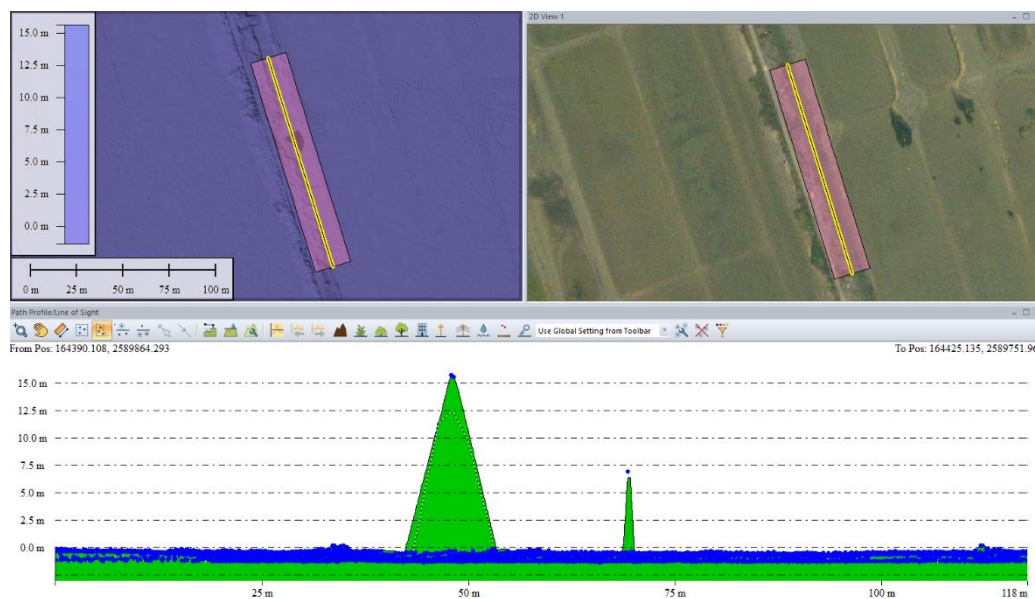 2D View 1
15.0 m
12.5 m
10.0 m
7.5 m
5.0 m
2.5 m
0.0 m
0 m 25 m 50 m 75 m 100 m
Path Profile/Line of Sight
Use Global Setting from Toolbar
From Pos: 164390.108, 2589864.293 To Pos: 164425.135, 2589751.96
15.0 m
12.5 m
10.0 m
7.5 m
5.0 m
2.5 m
0.0 m
25 m 50 m 75 m 100 m 118 m